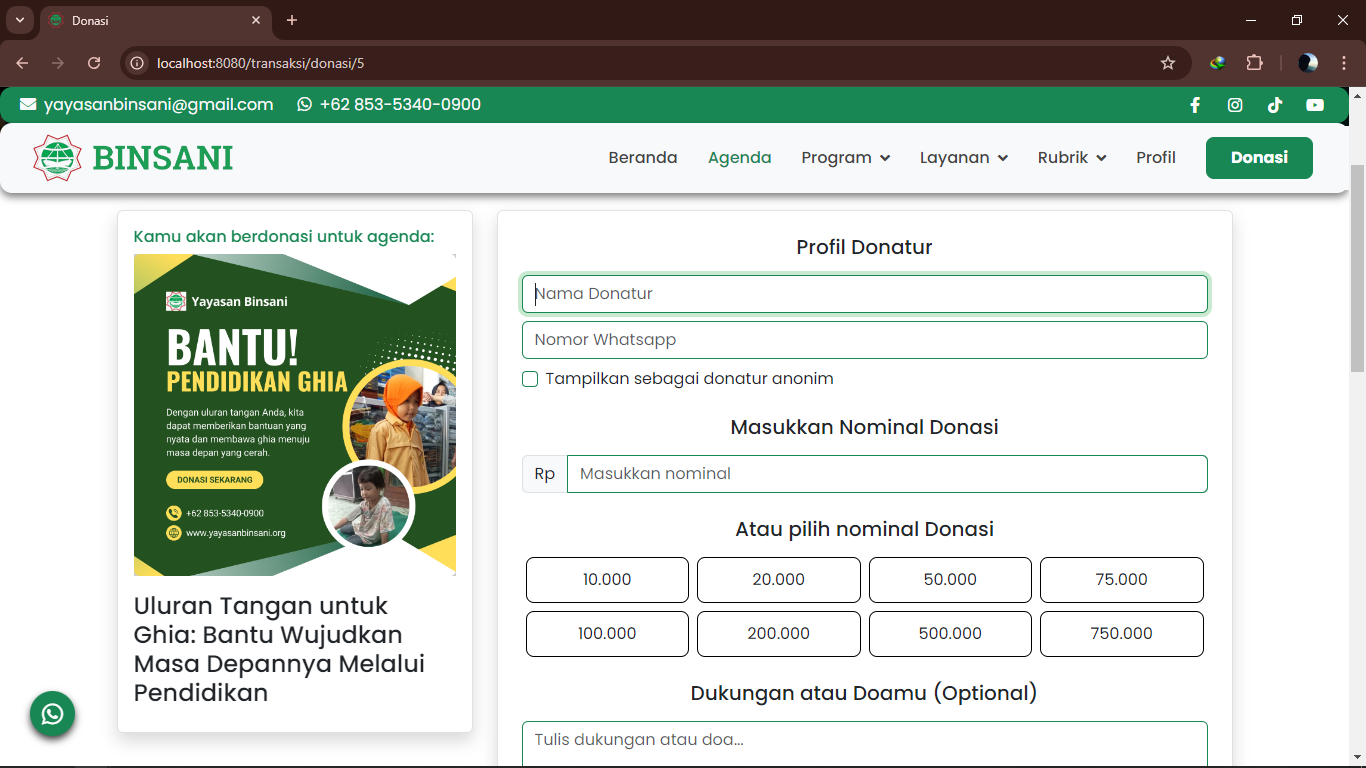 Donasi
localhost:8080/transaksi/donasi/5
yayasanbinsani@gmail.com +62 853-5340-0900
BINSANI
Beranda Agenda Program Layanan Rubrik Profil Donasi
Kamu akan berdonasi untuk agenda:
Yayasan Binsani
BANTU!
PENDIDIKAN GHIA
Dengan uluran tangan Anda, kita
dapat memberikan bantuan yang
nyata dan membawa ghia menuju
masa depan yang cerah.
DONASI SEKARANG
+62 853-5340-0900
www.yayasanbinsani.org
Uluran Tangan untuk
Ghia: Bantu Wujudkan
Masa Depannya Melalui
Pendidikan
Profil Donatur
Nama Donatur
Nomor Whatsapp
Tampilkan sebagai donatur anonim
Masukkan Nominal Donasi
Rp Masukkan nominal
Atau pilih nominal Donasi
10.000 20.000 50.000 75.000
100.000 200.000 500.000 750.000
Dukungan atau Doamu (Optional)
Tulis dukungan atau doa...